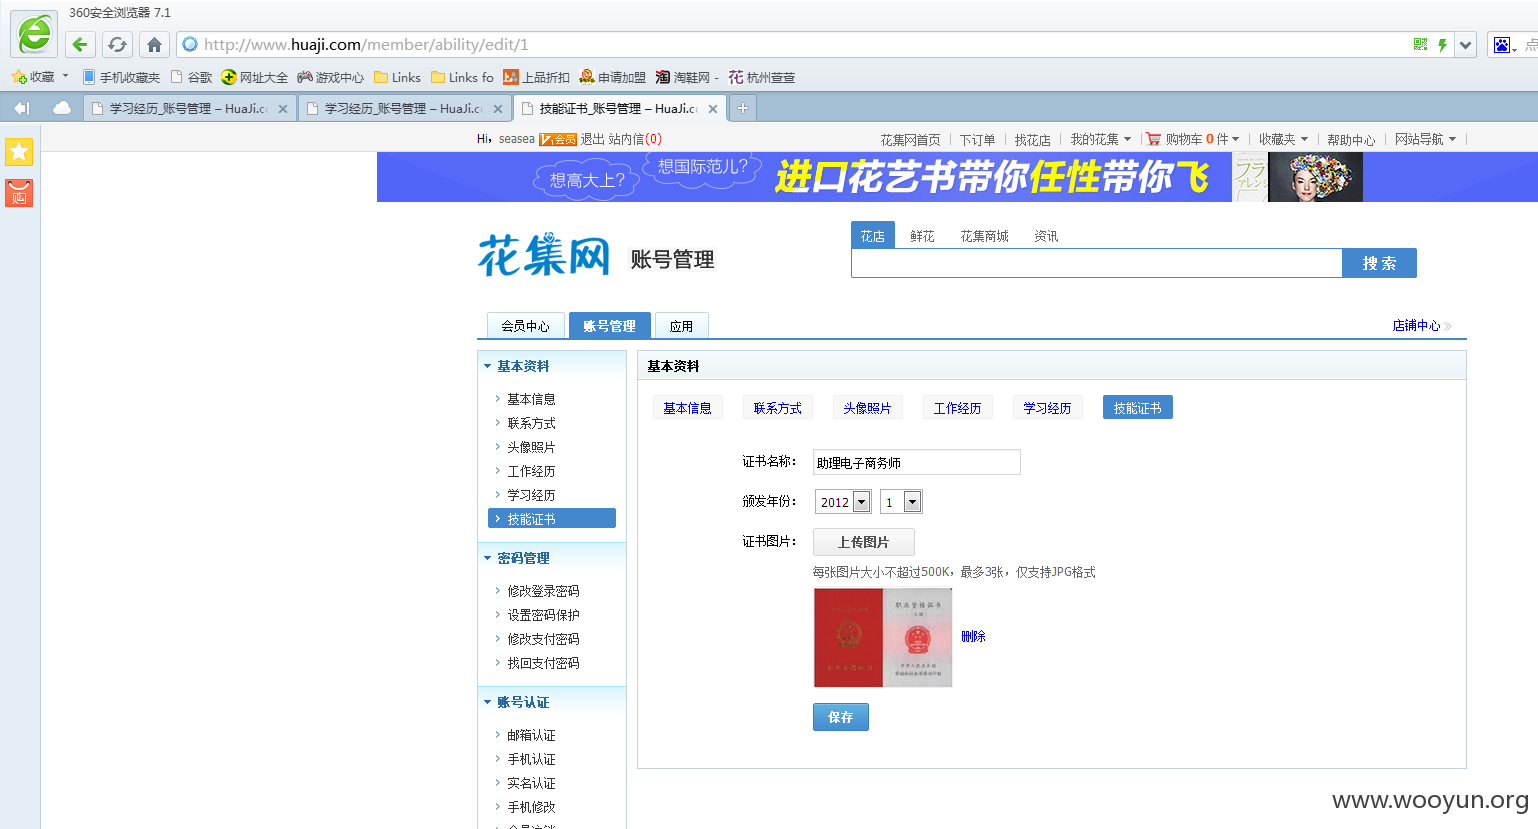 360安全浏览器 7.1
http://www.huaji.com/member/ability/edit/1
收藏 手机收藏夹 谷歌 网址大全 游戏中心 Links Links fo 上品折扣 申请加盟 淘鞋网 - 杭州萱萱
学习经历_账号管理 – HuaJi.c 学习经历_账号管理 – HuaJi.c 技能证书_账号管理 – HuaJi.c
Hi，seasea 会员 退出 站内信(0) 花集网首页 下订单 找花店 我的花集 购物车 0 件 收藏夹 帮助中心 网站导航
购
想高大上？ 想国际范儿？ 进口花艺书带你任性带你飞
花集网 账号管理
花店 鲜花 花集商城 资讯
搜 索
会员中心 账号管理 应用 店铺中心
基本资料
基本信息
联系方式
头像照片
工作经历
学习经历
技能证书
密码管理
修改登录密码
设置密码保护
修改支付密码
找回支付密码
账号认证
邮箱认证
手机认证
实名认证
手机修改
基本资料
基本信息 联系方式 头像照片 工作经历 学习经历 技能证书
证书名称： 助理电子商务师
颁发年份： 2012 1
证书图片： 上传图片
每张图片大小不超过500K，最多3张，仅支持JPG格式
职业资格证书
删除
保存
www.wooyun.org